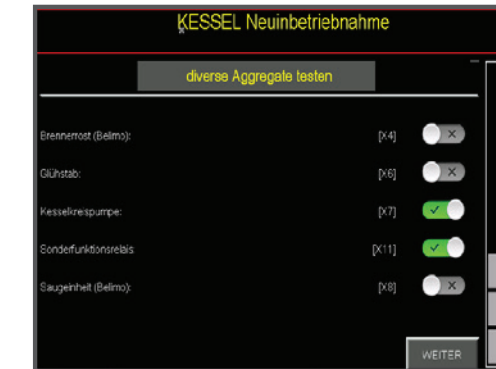 KESSEL Neuinbetriebnahme
diverse Aggregate testen
Brennerrost (Belimo): [X4]
Glühstab: [X6]
Kesselkreispumpe: [X7]
Sonderfunktionsrelais [X11]
Saugeinheit (Belimo): [X8]
WEITER